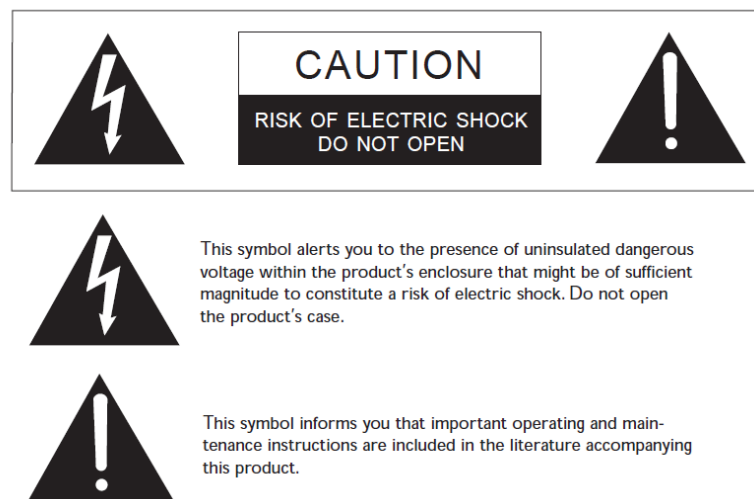 CAUTION
RISK OF ELECTRIC SHOCK
DO NOT OPEN
This symbol alerts you to the presence of uninsulated dangerous
voltage within the product's enclosure that might be of sufficient
magnitude to constitute a risk of electric shock. Do not open
the product's case.
This symbol informs you that important operating and main-
tenance instructions are included in the literature accompanying
this product.